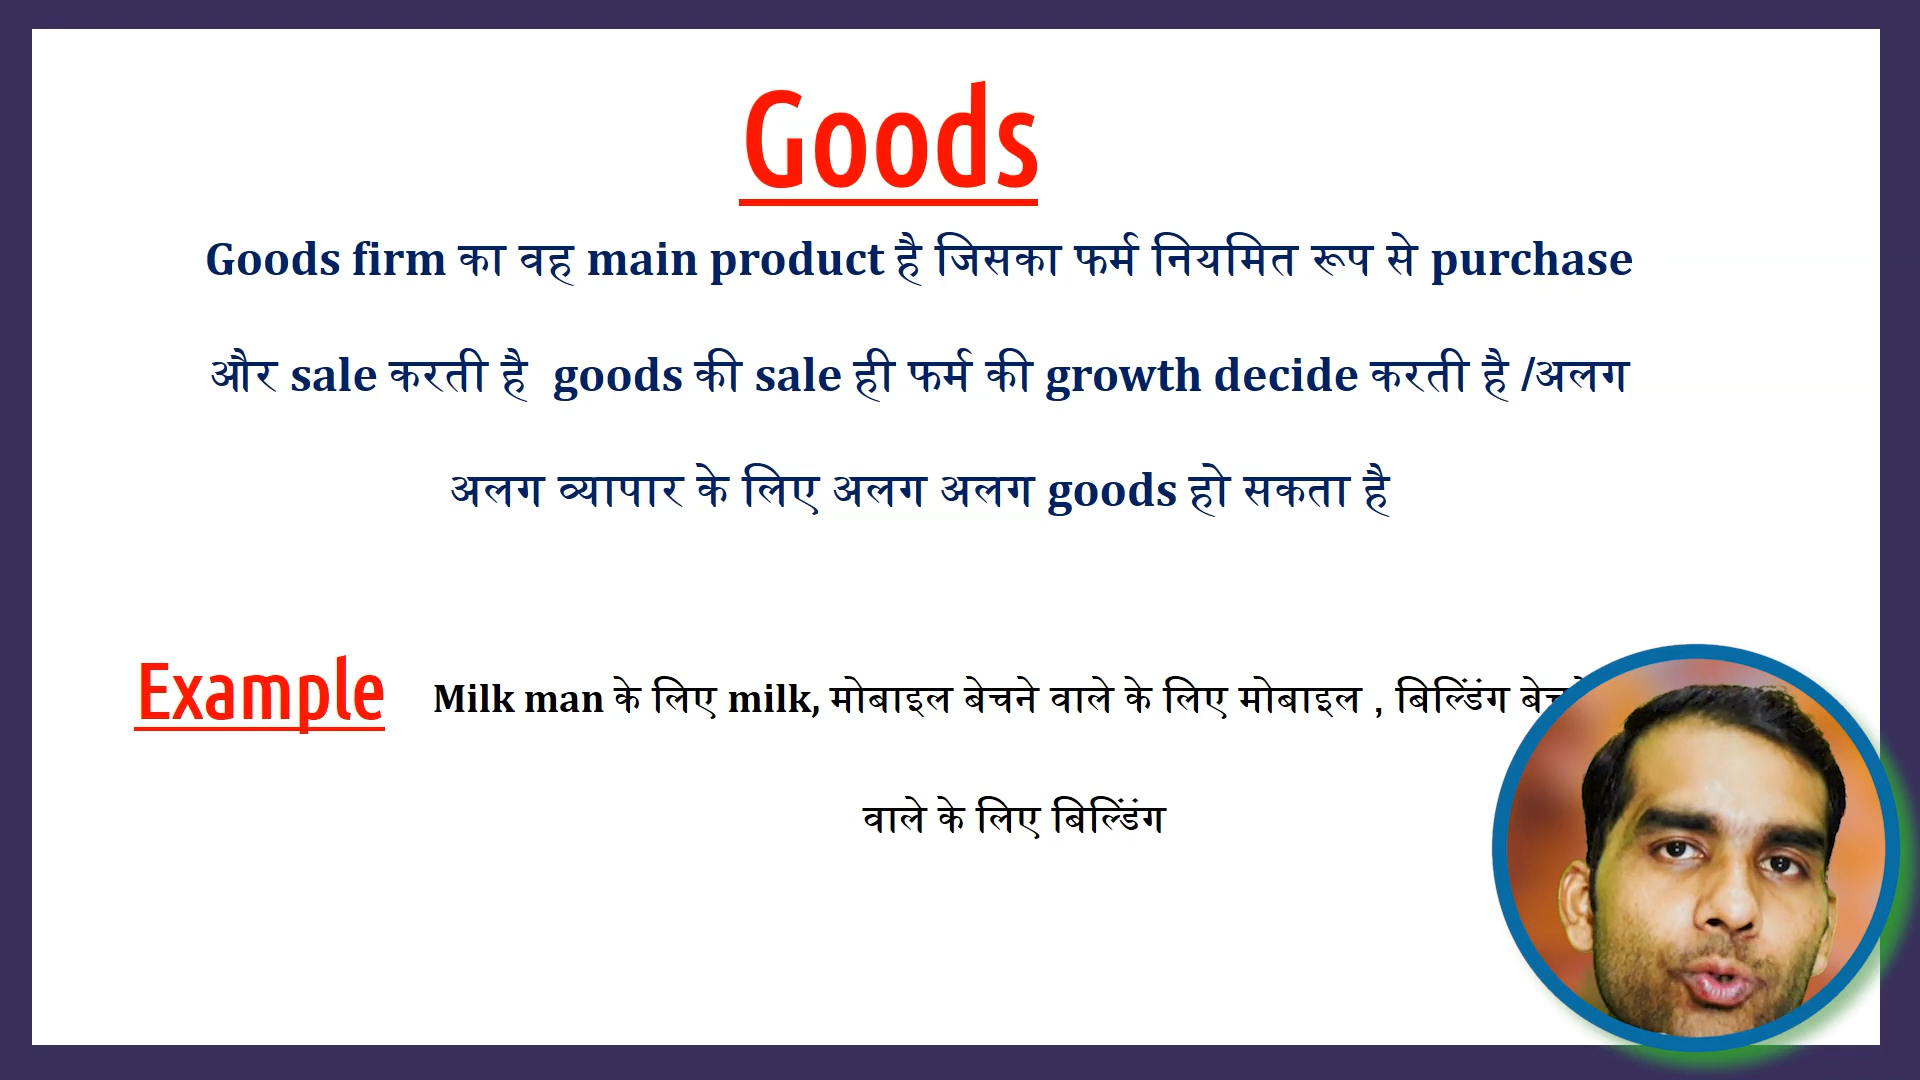 Goods
Goods firm का वह main product है जिसका फर्म नियमित रूप से purchase
और sale करती है goods की sale ही फर्म की growth decide करती है /अलग
अलग व्यापार के लिए अलग अलग goods हो सकता है
Example
Milk man के लिए milk, मोबाइल बेचने वाले के लिए मोबाइल , बिल्डिंग
वाले के लिए बिल्डिंग